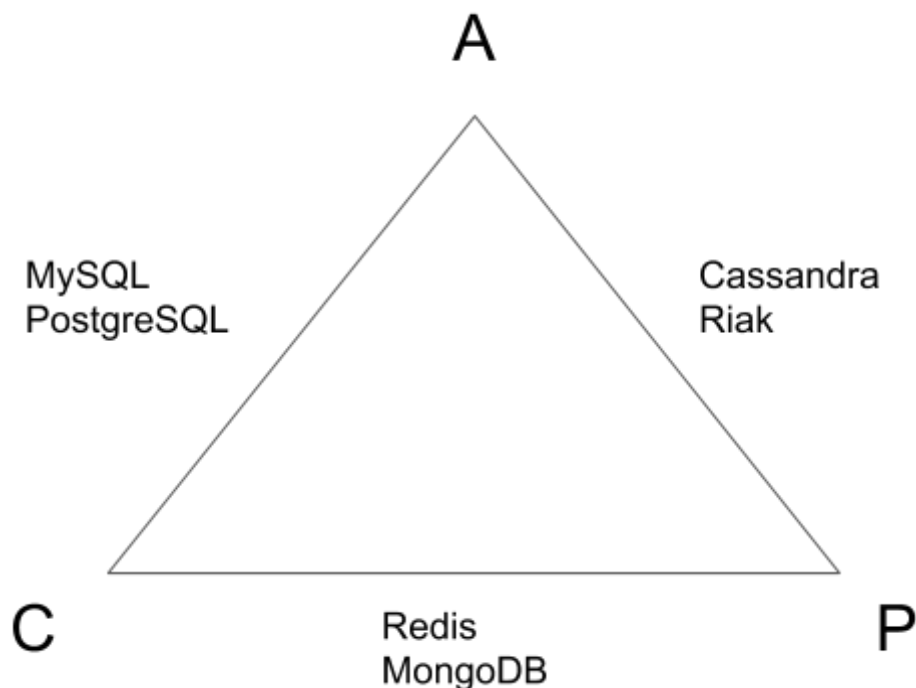 A
MySQL
PostgreSQL
Cassandra
Riak
C
Redis
MongoDB
P